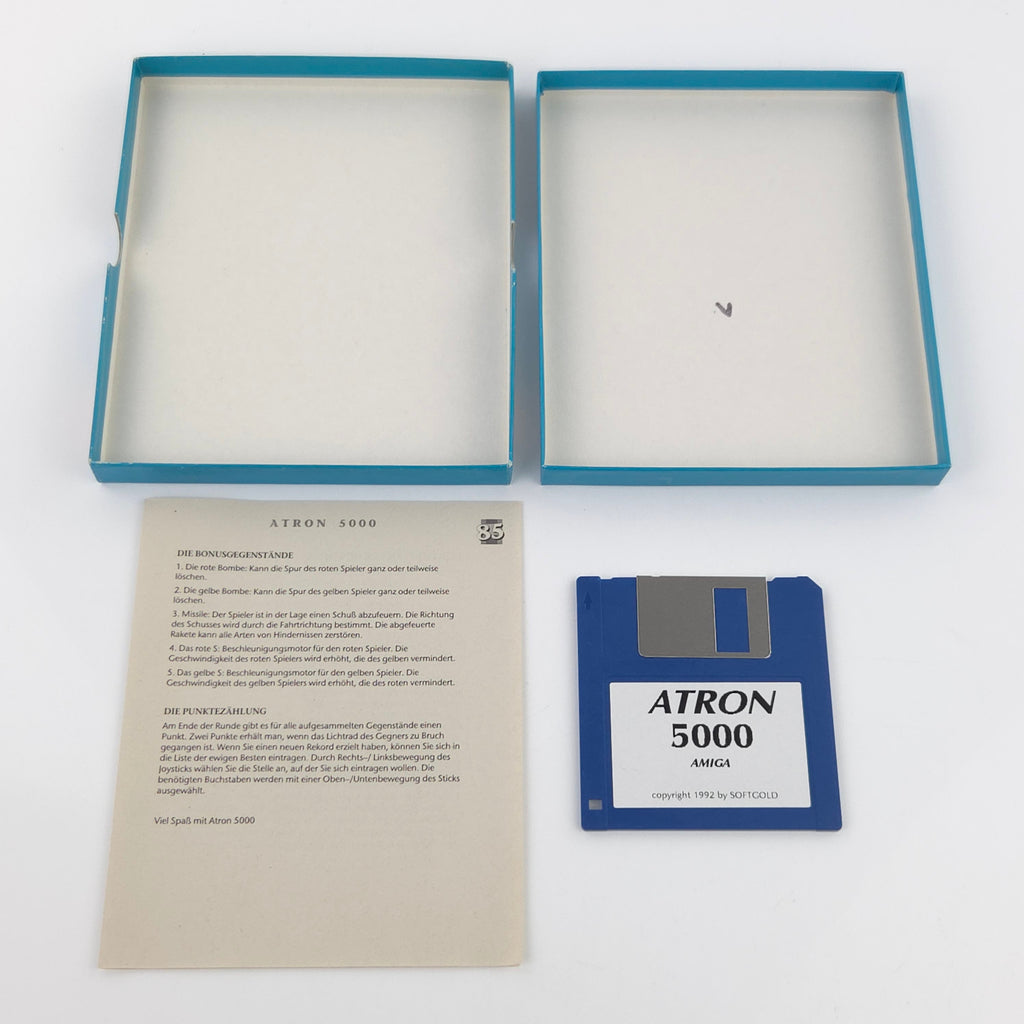 v
ATRON 5000
85
DIE BONUSGEGENSTÄNDE
1. Die rote Bombe: Kann die Spur des roten Spieler ganz oder teilweise
löschen.
2. Die gelbe Bombe: Kann die Spur des gelben Spieler ganz oder teilweise
löschen.
3. Missile: Der Spieler ist in der Lage einen Schuß abzufeuern. Die Richtung
des Schusses wird durch die Fahrtrichtung bestimmt. Die abgefeuerte
Rakete kann alle Arten von Hindernissen zerstören.
4. Das rote S: Beschleunigungsmotor für den roten Spieler. Die
Geschwindigkeit des roten Spielers wird erhöht, die des gelben vermindert.
5. Das gelbe S: Beschleunigungsmotor für den gelben Spieler. Die
Geschwindigkeit des gelben Spielers wird erhöht, die des roten vermindert.
DIE PUNKTEZÄHLUNG
Am Ende der Runde gibt es für alle aufgesammelten Gegenstände einen
Punkt. Zwei Punkte erhält man, wenn das Lichtrad des Gegners zu Bruch
gegangen ist. Wenn Sie einen neuen Rekord erzielt haben, können Sie sich in
die Liste der ewigen Besten eintragen. Durch Rechts-/ Linksbewegung des
Joysticks wählen Sie die Stelle an, auf der Sie sich eintragen wollen. Die
benötigten Buchstaben werden mit einer Oben-/Untenbewegung des Sticks
ausgewählt.
Viel Spaß mit Atron 5000
ATRON
5000
AMIGA
copyright 1992 by SOFTGOLD